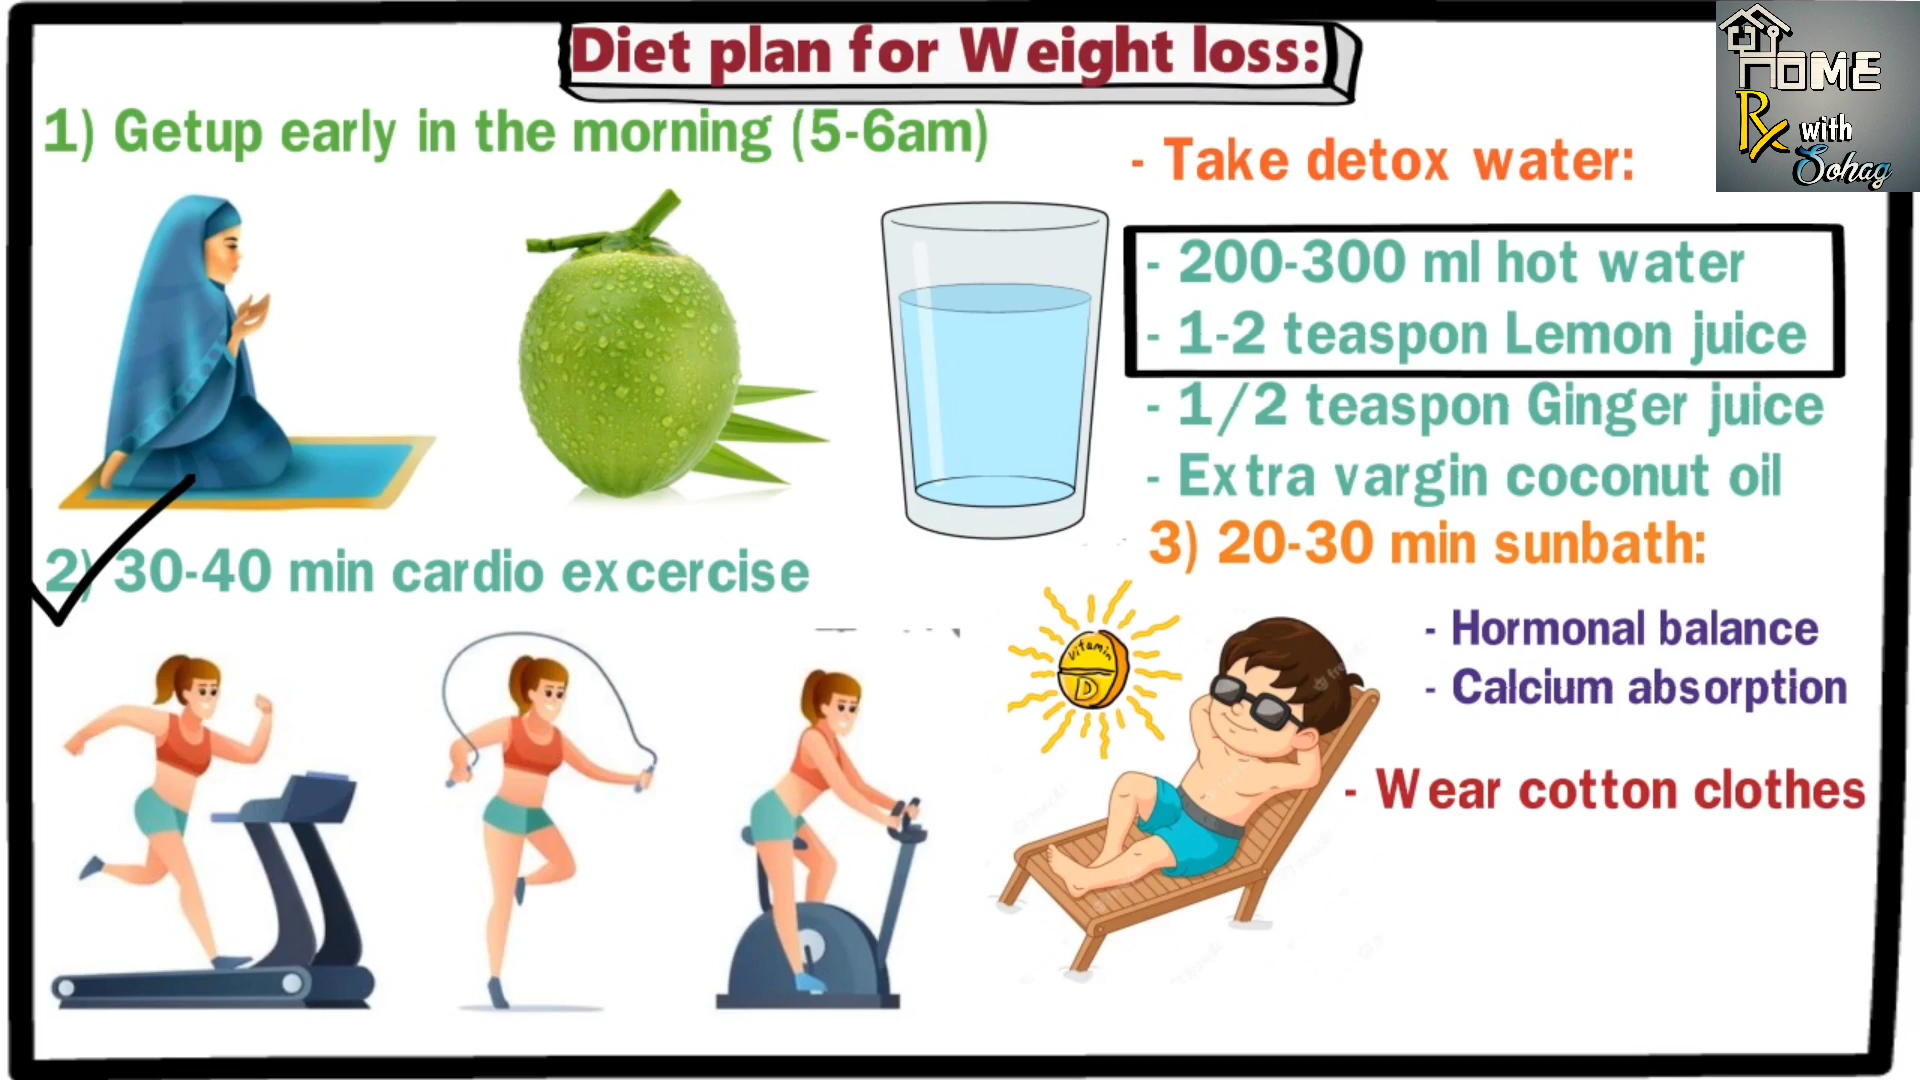 Diet plan for Weight loss:
HOME
Rx with
Sohag
1) Getup early in the morning (5-6am)
- Take detox water:
- 200-300 ml hot water
- 1-2 teaspon Lemon juice
- 1/2 teaspon Ginger juice
- Extra vargin coconut oil
2) 30-40 min cardio excercise
3) 20-30 min sunbath:
Vitamin
D
- Hormonal balance
- Calcium absorption
- Wear cotton clothes